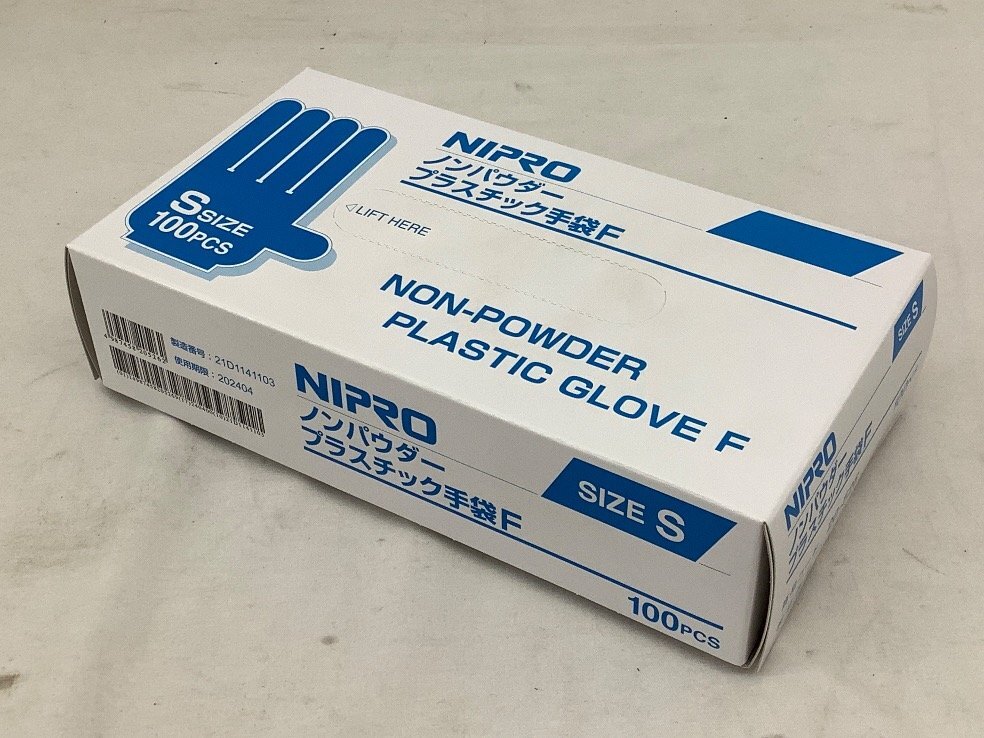 NIPRO
ノンパウダー
プラスチック手袋F
S SIZE
100PCS
◁LIFT HERE
NON-POWDER
PLASTIC GLOVE F
SIZE S
製造番号：21D1141103
使用期限：202404
NIPRO
ノンパウダー
プラスチック手袋F
SIZE S
100PCS
NIPRO
ノンパウダー
プラスチック手袋F